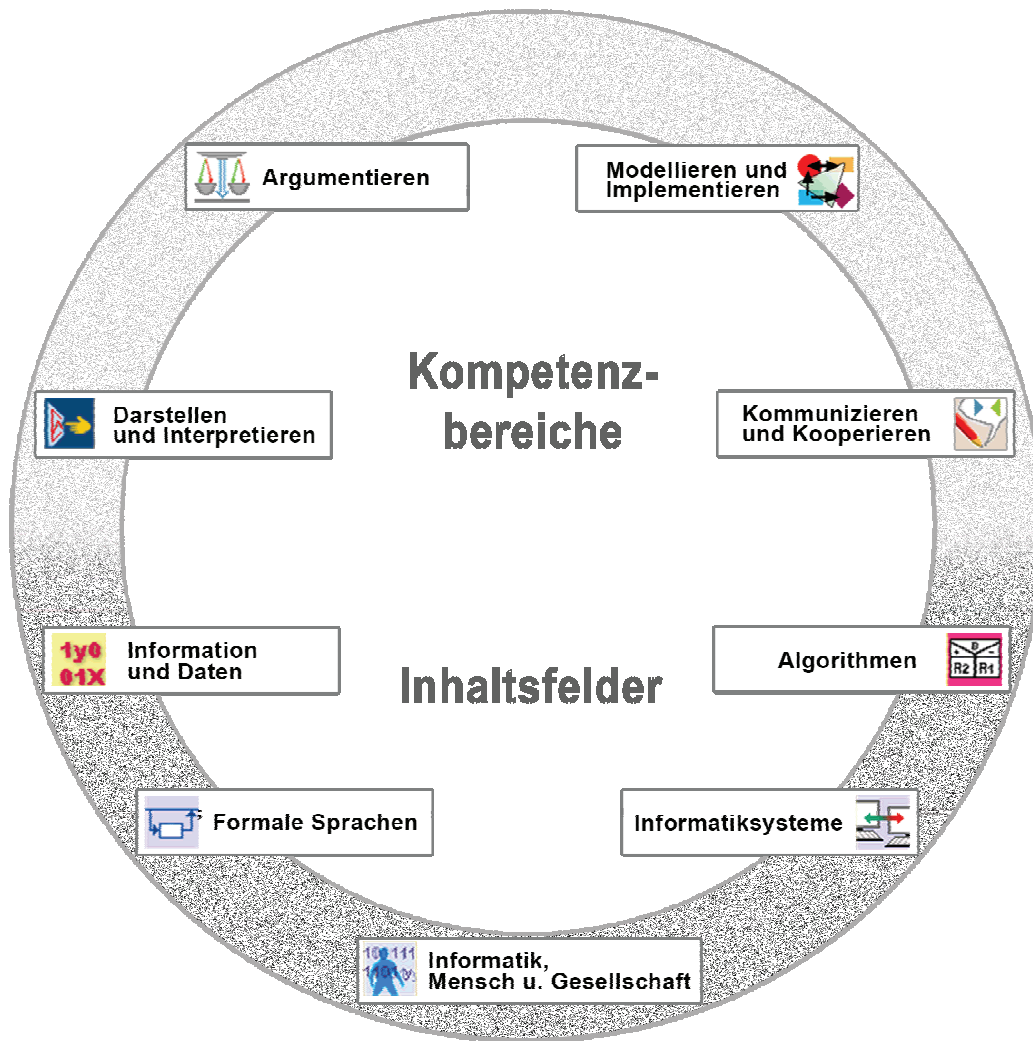 Argumentieren
Modellieren und
Implementieren
Kompetenz-
bereiche
Darstellen
und Interpretieren
Kommunizieren
und Kooperieren
Information
und Daten
1y0
01X
Inhaltsfelder
Algorithmen
D
R2 R1
Formale Sprachen
Informatiksysteme
Informatik,
Mensch u. Gesellschaft